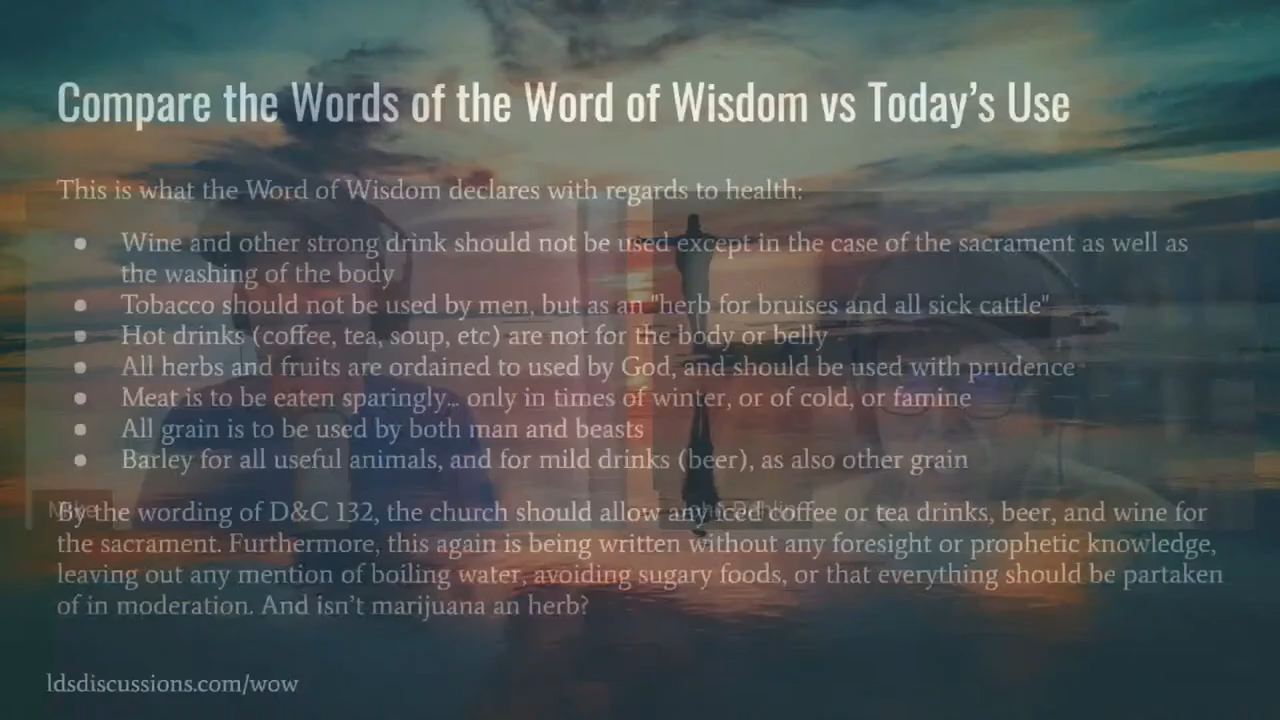 Compare the Words of the Word of Wisdom vs Today’s Use
This is what the Word of Wisdom declares with regards to health:
● Wine and other strong drink should not be used except in the case of the sacrament as well as
the washing of the body
● Tobacco should not be used by men, but as an "herb for bruises and all sick cattle"
● Hot drinks (coffee, tea, soup, etc) are not for the body or belly
● All herbs and fruits are ordained to used by God, and should be used with prudence
● Meat is to be eaten sparingly... only in times of winter, or of cold, or famine
● All grain is to be used by both man and beasts
● Barley for all useful animals, and for mild drinks (beer), as also other grain
By the wording of D&C 132, the church should allow any iced coffee or tea drinks, beer, and wine for
the sacrament. Furthermore, this again is being written without any foresight or prophetic knowledge,
leaving out any mention of boiling water, avoiding sugary foods, or that everything should be partaken
of in moderation. And isn’t marijuana an herb?
ldsdiscussions.com/wow